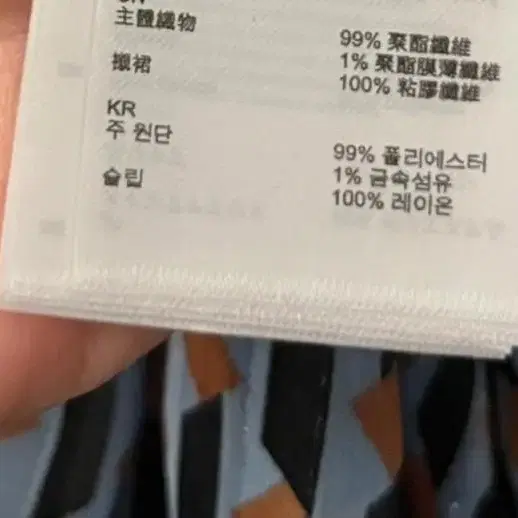 主體織物
99% 聚酯纖維
1% 聚酯膜薄纖維
襯裙
100% 粘膠纖維
KR
주 원단
99% 폴리에스터
1% 금속섬유
슬립
100% 레이온